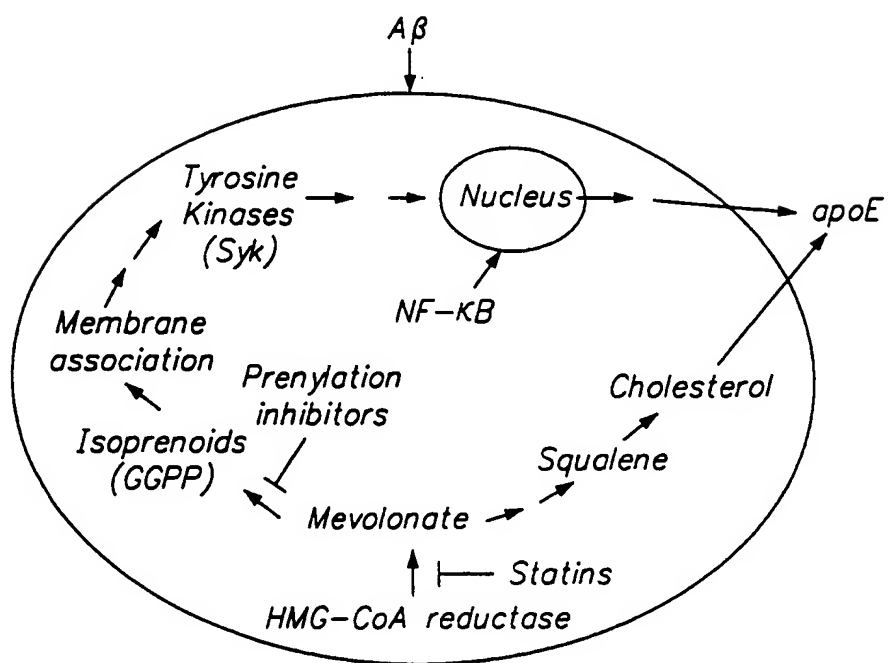 Aβ
Tyrosine
Kinases
(Syk)
Nucleus
apoE
NF-κB
Membrane
association
Prenylation
inhibitors
Cholesterol
Isoprenoids
(GGPP)
Squalene
Mevolonate
Statins
HMG-CoA reductase